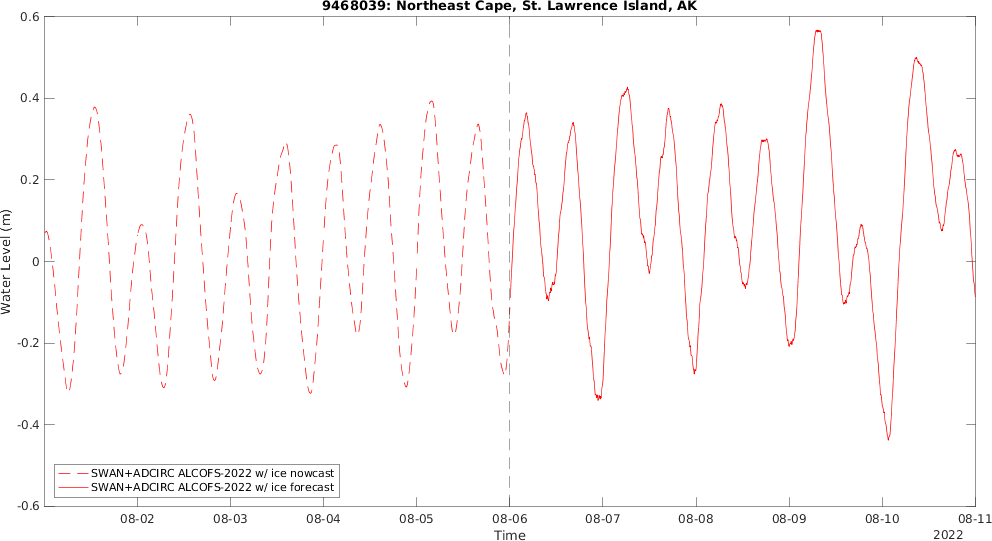 9468039: Northeast Cape, St. Lawrence Island, AK
0.6
0.4
0.2
0
-0.2
-0.4
-0.6
Water Level (m)
SWAN+ADCIRC ALCOFS-2022 w/ ice nowcast
SWAN+ADCIRC ALCOFS-2022 w/ ice forecast
08-02 08-03 08-04 08-05 08-06 08-07 08-08 08-09 08-10 08-11
Time
2022